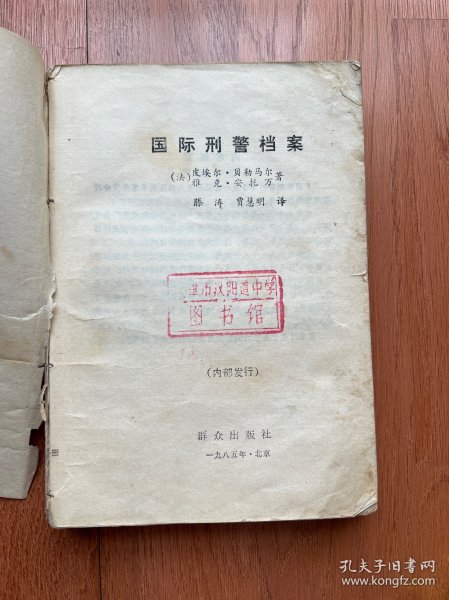 国际刑警档案
(法)皮埃尔·贝勒马尔 著
雅克·安托万
滕涛 贾慧明 译
汉阳道中学
图书馆
(内部发行)
群众出版社
一九八五年·北京
孔夫子旧书网
www.kongfz.com